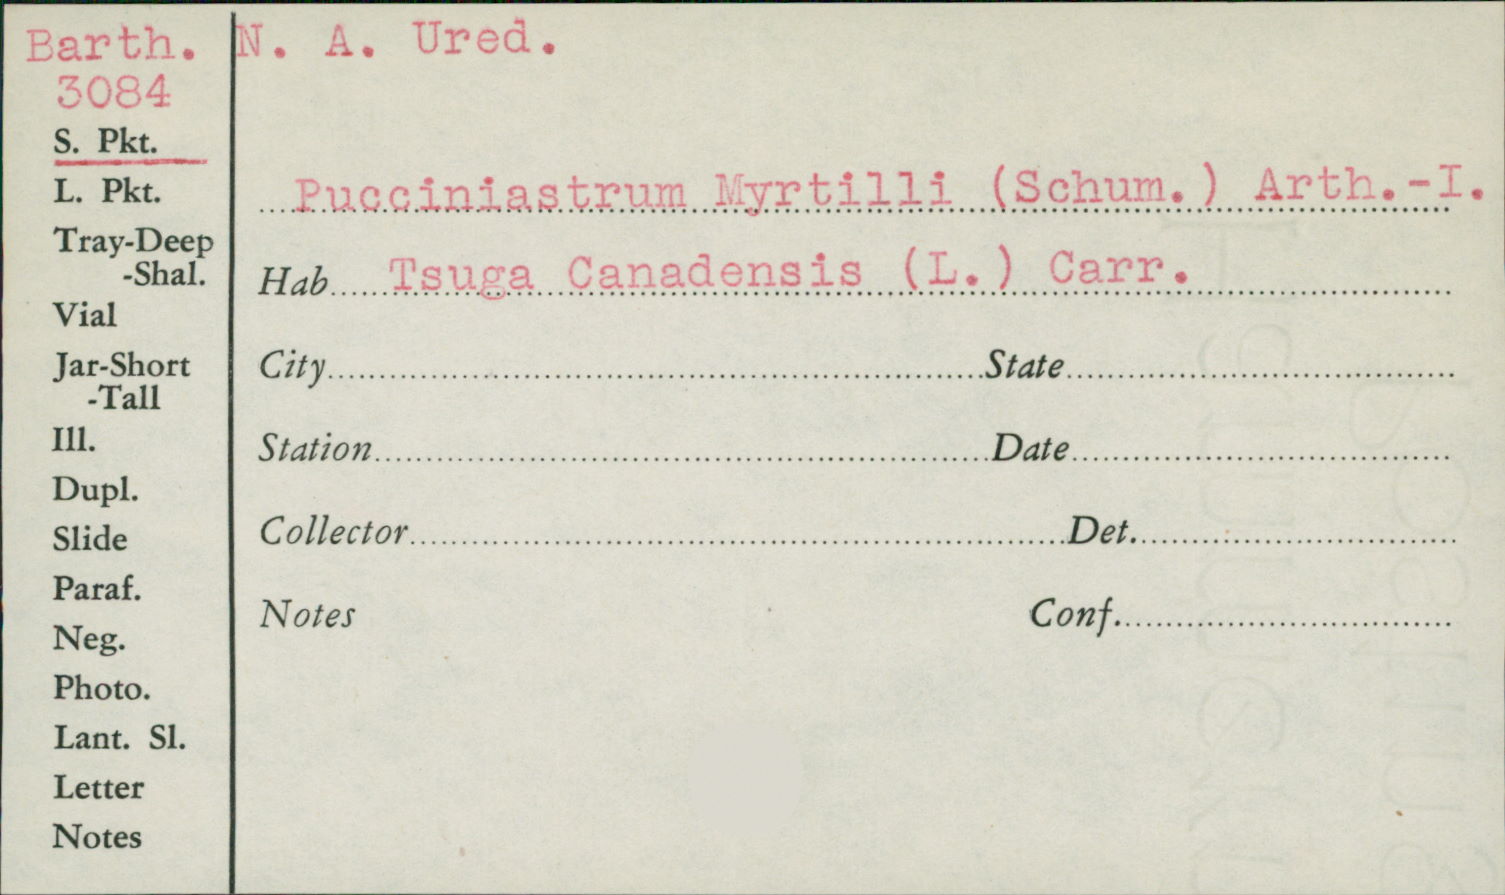 Barth. N. A. Ured.
3084
S. Pkt.
L. Pkt.
Pucciniastrum Myrtilli (Schum.) Arth.-I.
Tray-Deep
-Shal.
Hab. Tsuga Canadensis (L.) Carr.
Vial
Jar-Short
-Tall
City State
Ill.
Station Date
Dupl.
Slide
Collector Det.
Paraf.
Notes Conf.
Neg.
Photo.
Lant. Sl.
Letter
Notes